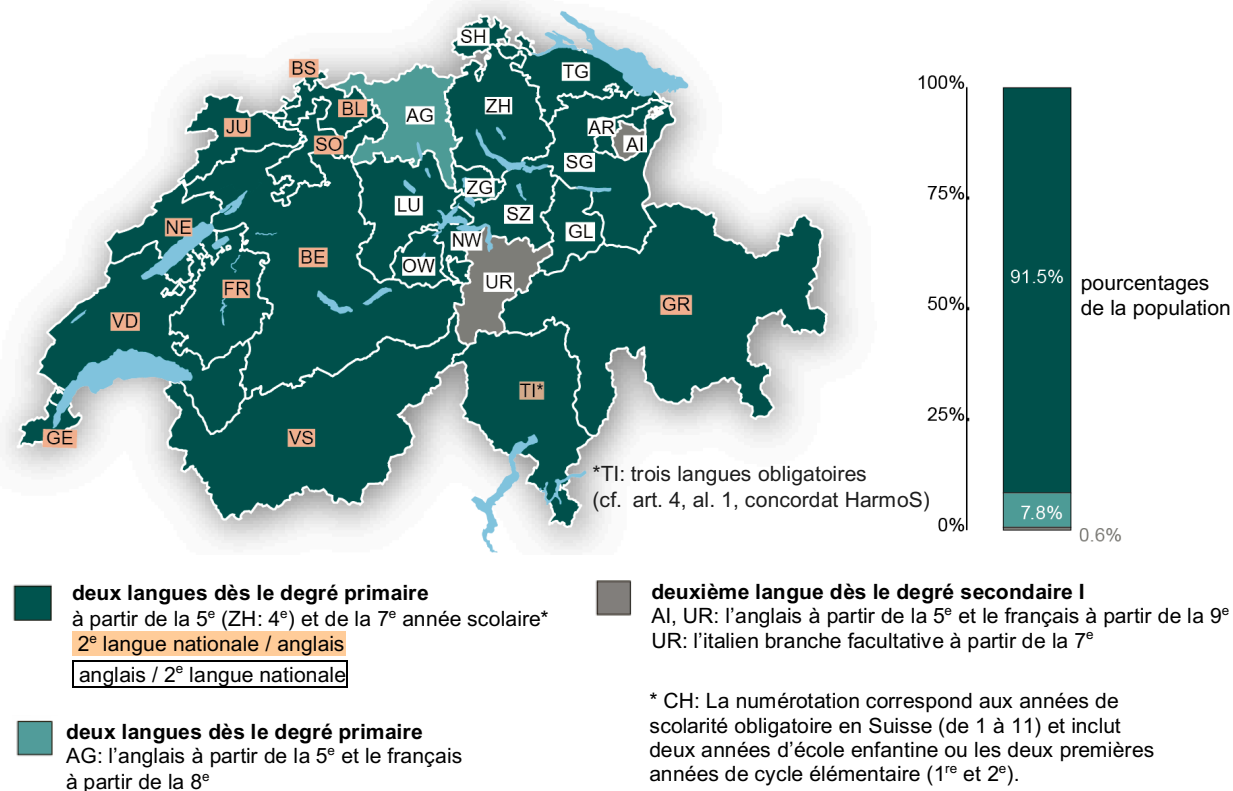 SH
BS
TG
BL
AG
ZH
JU
AR
AI
SO
SG
ZG
LU
SZ
NE
NW
GL
BE
OW
UR
FR
GR
VD
TI*
GE
VS
*TI: trois langues obligatoires
(cf. art. 4, al. 1, concordat HarmoS)
100%
75%
50%
25%
0%
91.5%
7.8%
0.6%
pourcentages
de la population
deux langues dès le degré primaire
à partir de la 5e (ZH: 4e) et de la 7e année scolaire*
2e langue nationale / anglais
anglais / 2e langue nationale
deux langues dès le degré primaire
AG: l’anglais à partir de la 5e et le français
à partir de la 8e
deuxième langue dès le degré secondaire I
AI, UR: l’anglais à partir de la 5e et le français à partir de la 9e
UR: l’italien branche facultative à partir de la 7e
* CH: La numérotation correspond aux années de
scolarité obligatoire en Suisse (de 1 à 11) et inclut
deux années d’école enfantine ou les deux premières
années de cycle élémentaire (1re et 2e).